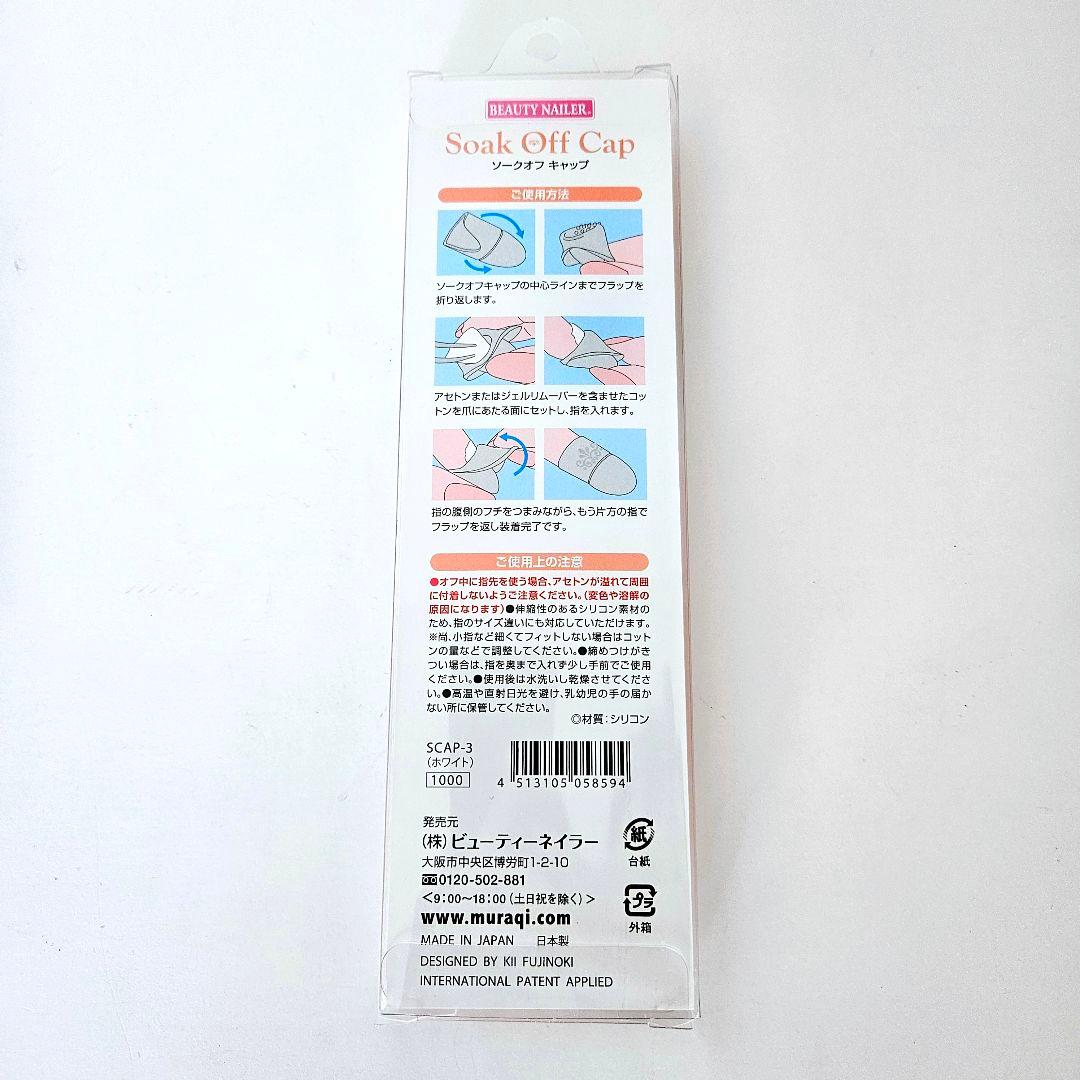 BEAUTY NAILER®
Soak Off Cap
ソークオフ キャップ
ご使用方法
ソークオフキャップの中心ラインまでフラップを
折り返します。
アセトンまたはジェルリムーバーを含ませたコッ
トンを爪にあたる面にセットし、指を入れます。
指の腹側のフチをつまみながら、もう片方の指で
フラップを返し装着完了です。
ご使用上の注意
●オフ中に指先を使う場合、アセトンが溢れて周囲
に付着しないようご注意ください。(変色や溶解の
原因になります)●伸縮性のあるシリコン素材の
ため、指のサイズ違いにも対応していただけます。
※尚、小指など細くてフィットしない場合はコット
ンの量などで調整してください。●締めつけがき
つい場合は、指を奥まで入れず少し手前でご使用
ください。●使用後は水洗いし乾燥させてくださ
い。●高温や直射日光を避け、乳幼児の手の届か
ない所に保管してください。
◎材質：シリコン
SCAP-3
(ホワイト)
1000
4 513105 058594
発売元
(株)ビューティーネイラー
大阪市中央区博労町1-2-10
0120-502-881
＜9:00～18:00(土日祝を除く)＞
www.muraqi.com
紙
台紙
プラ
外箱
MADE IN JAPAN 日本製
DESIGNED BY KII FUJINOKI
INTERNATIONAL PATENT APPLIED